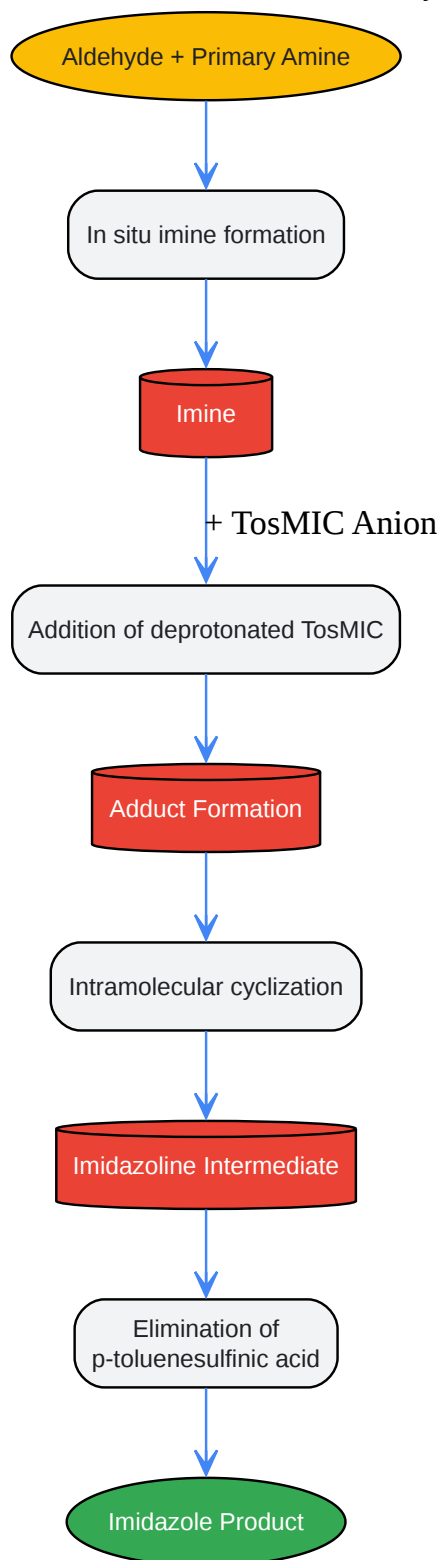 Aldehyde + Primary Amine
In situ imine formation
Imine
+ TosMIC Anion
Addition of deprotonated TosMIC
Adduct Formation
Intramolecular cyclization
Imidazoline Intermediate
Elimination of
p-toluenesulfinic acid
Imidazole Product